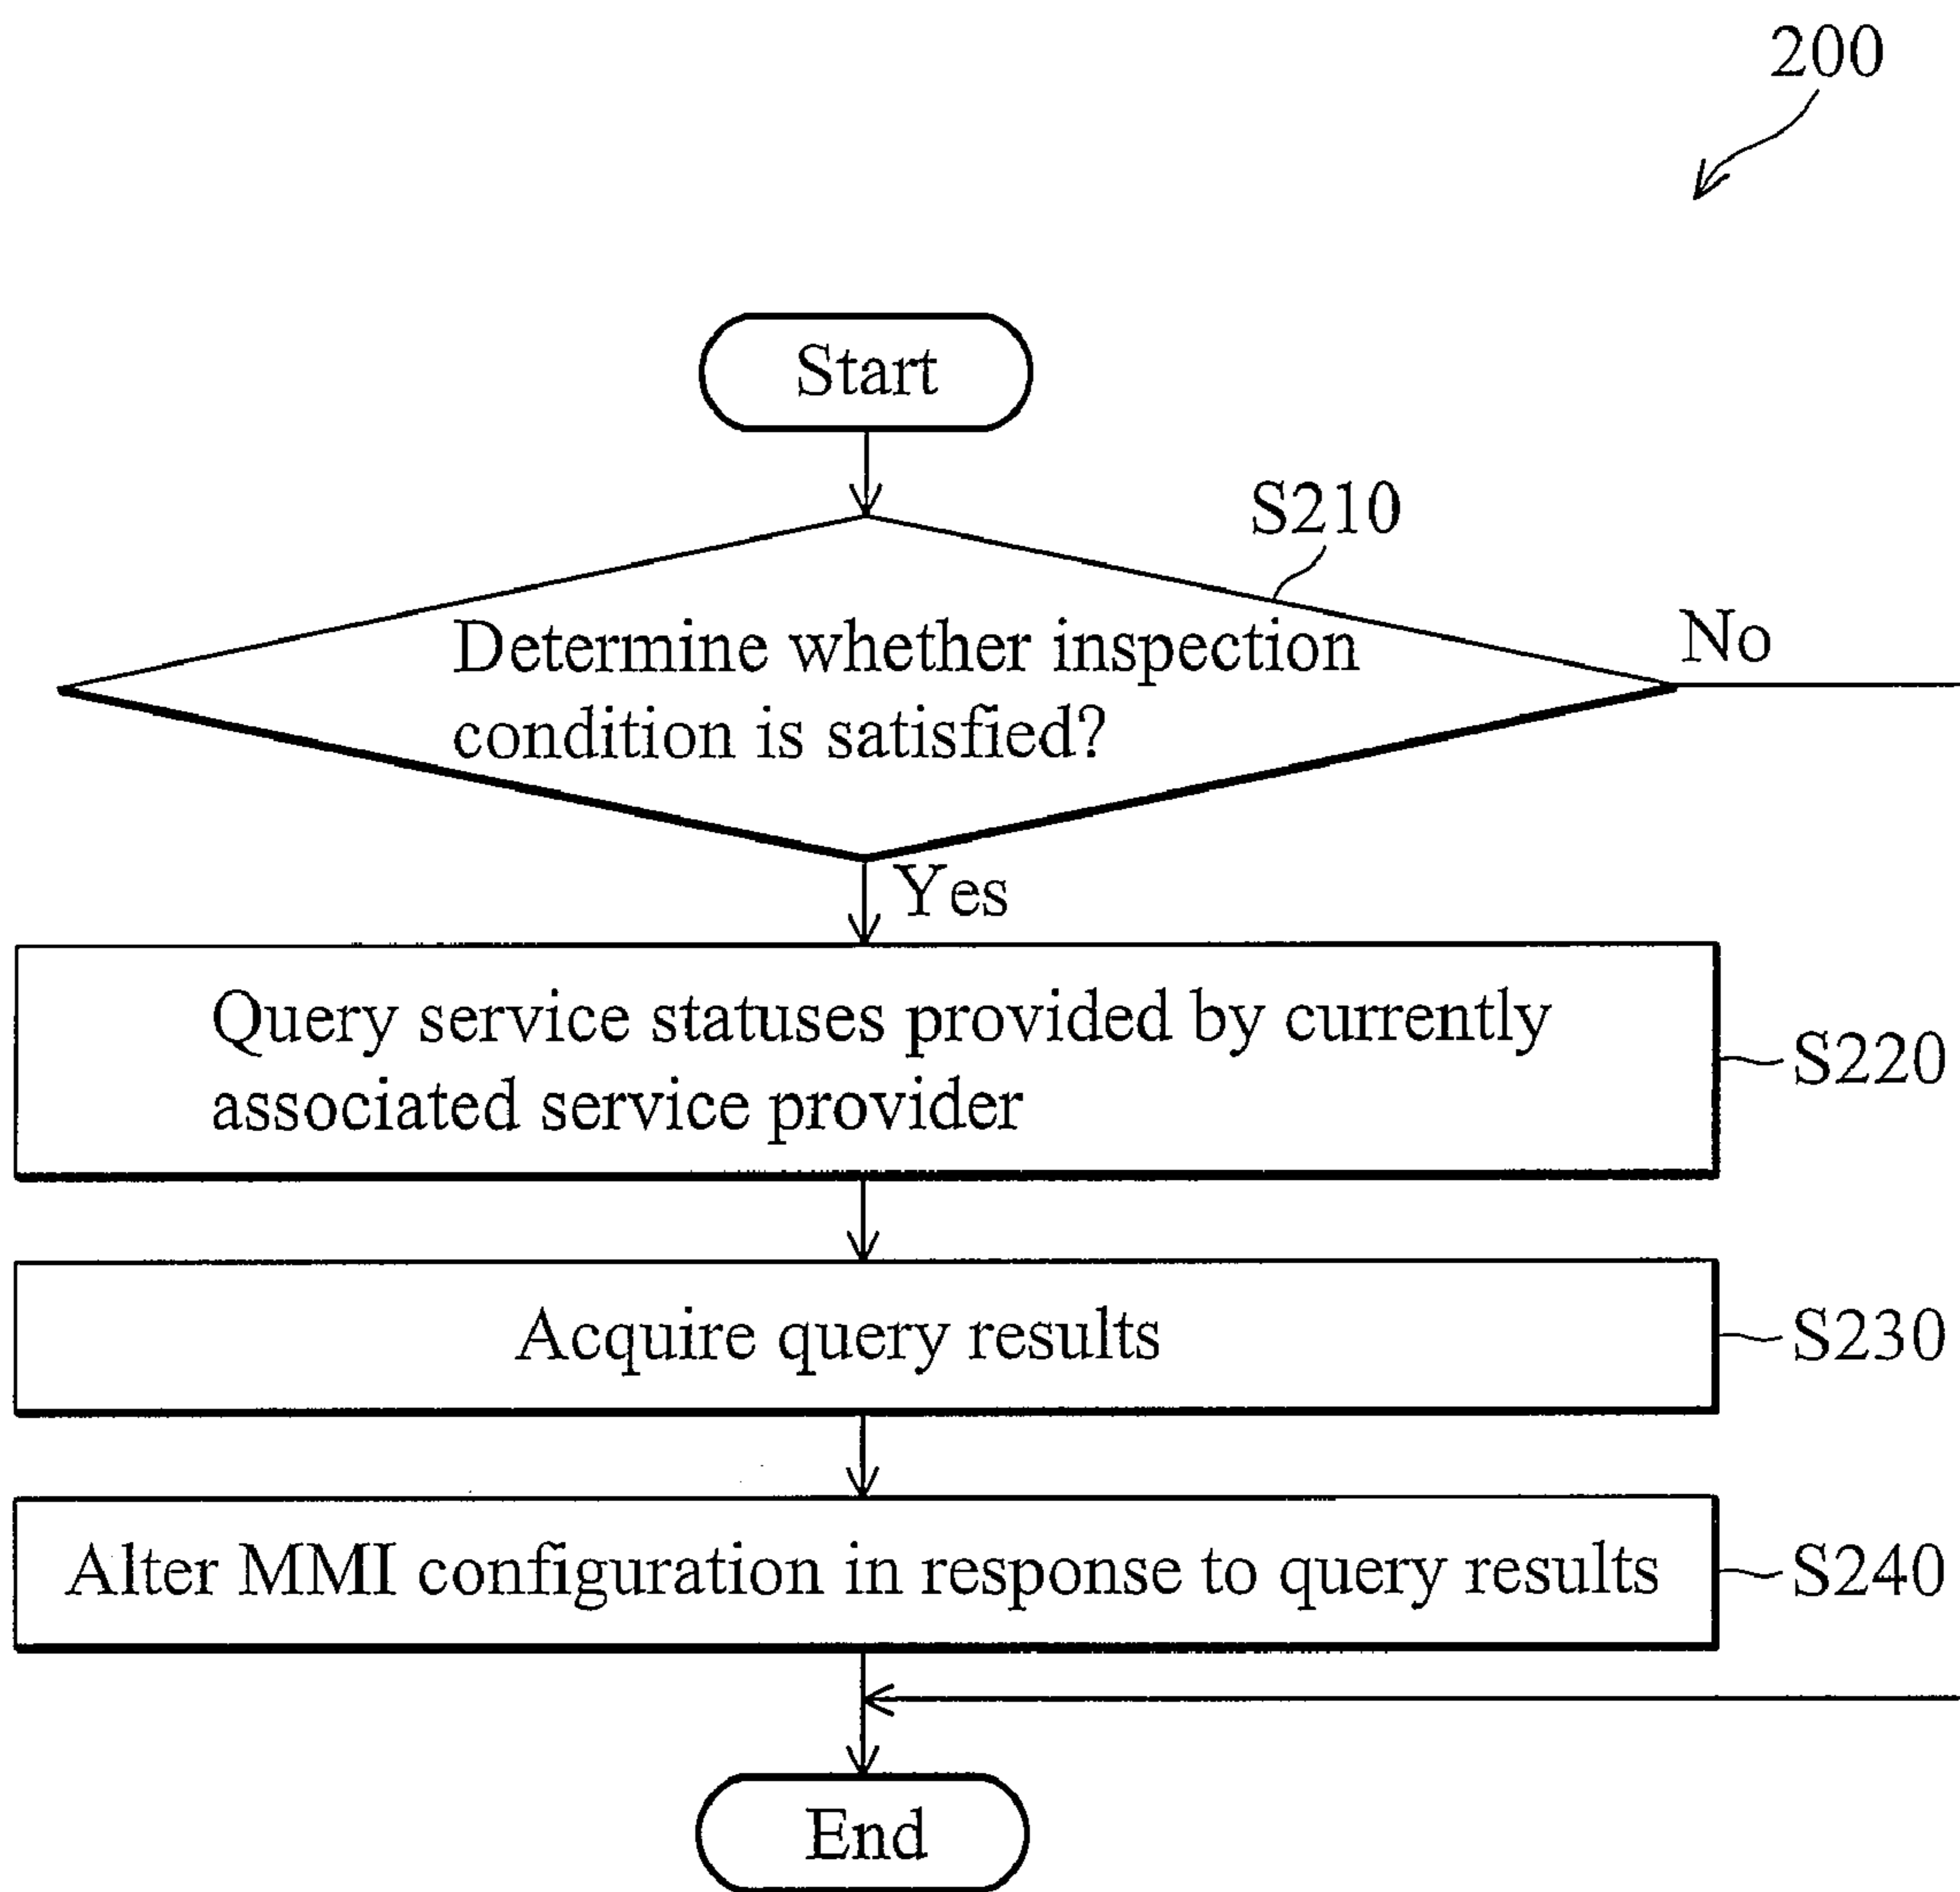 200
Start
S210
Determine whether inspection
condition is satisfied?
No
Yes
Query service statuses provided by currently
associated service provider
S220
Acquire query results
S230
Alter MMI configuration in response to query results
S240
End